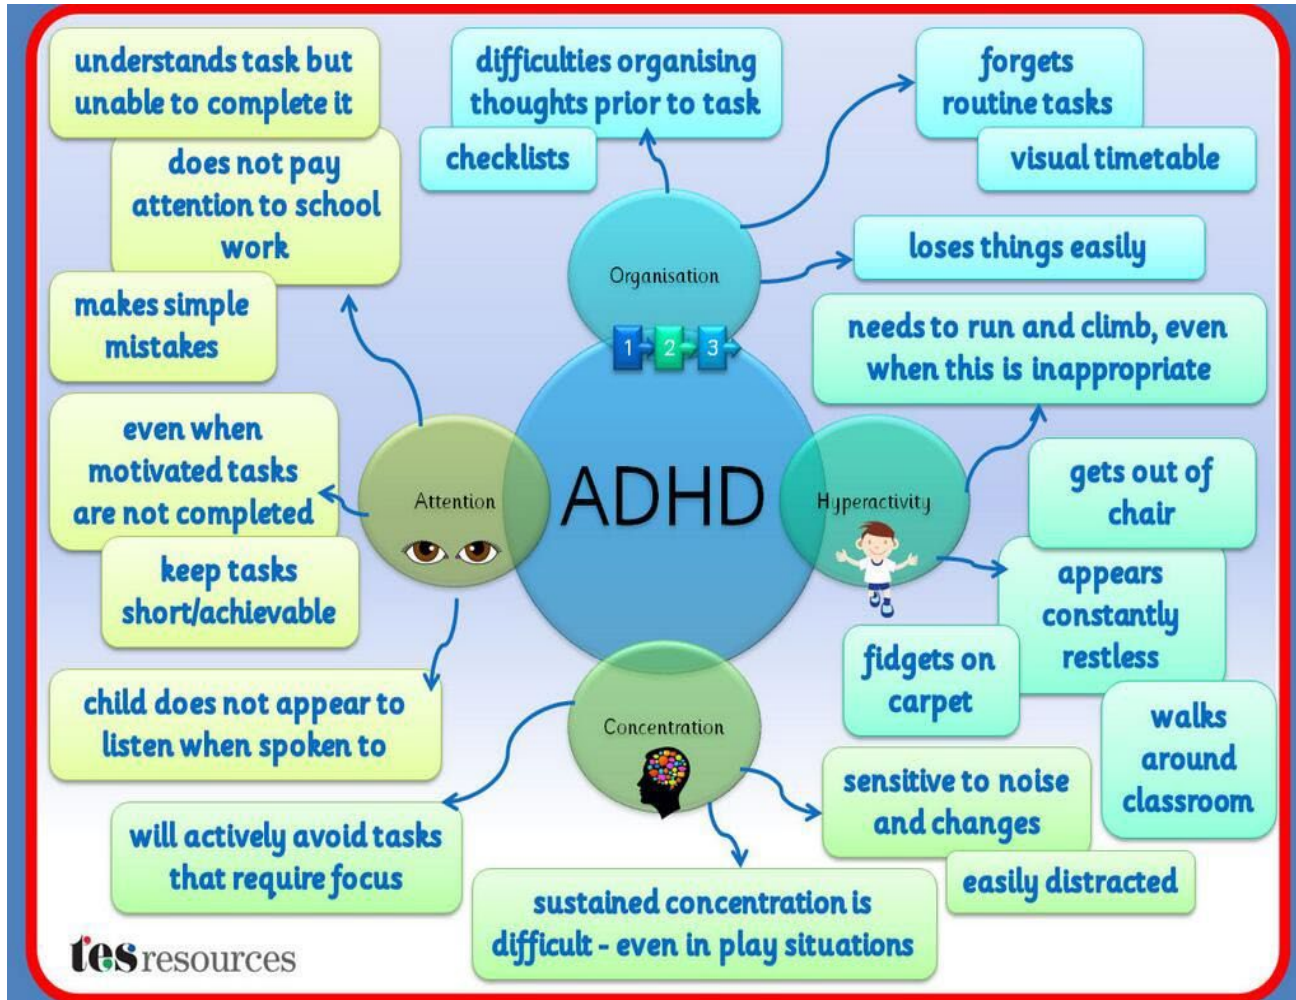 understands task but
unable to complete it
does not pay
attention to school
work
makes simple
mistakes
even when
motivated tasks
are not completed
keep tasks
short/achievable
child does not appear to
listen when spoken to
Attention
difficulties organising
thoughts prior to task
checklists
forgets
routine tasks
visual timetable
loses things easily
Organisation
1 2 3
ADHD
needs to run and climb, even
when this is inappropriate
Hyperactivity
gets out of
chair
appears
constantly
restless
fidgets on
carpet
walks
around
classroom
Concentration
sensitive to noise
and changes
easily distracted
sustained concentration is
difficult - even in play situations
will actively avoid tasks
that require focus
tes resources